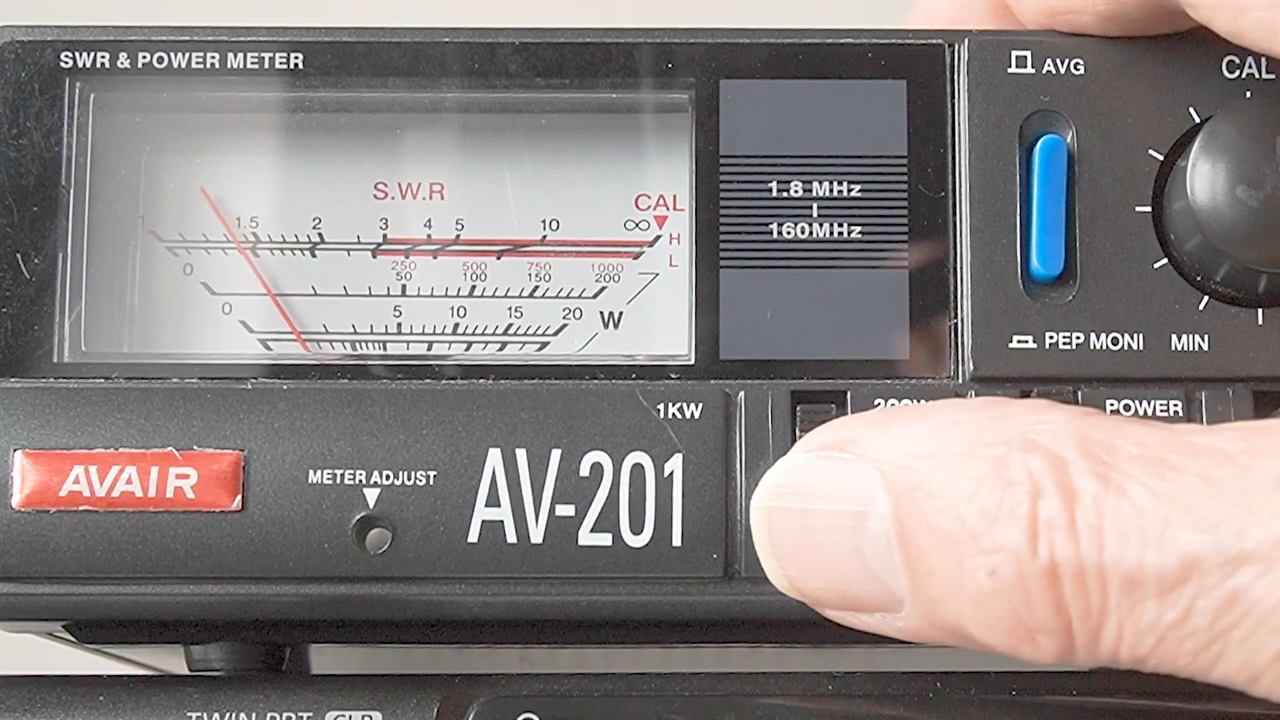 SWR & POWER METER
AVG
CAL
S.W.R
CAL
1 1.5 2 3 4 5 10 ∞
H
L
0 250 500 750 1000
50 100 150 200
0 5 10 15 20 W
1.8 MHz
160MHz
PEP MONI MIN
1KW
200W
POWER
AVAIR
METER ADJUST
AV-201